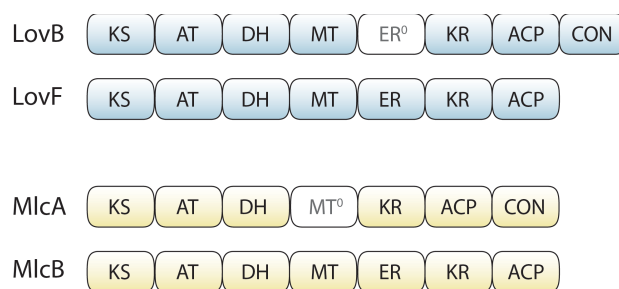 LovB KS AT DH MT ER⁰ KR ACP CON
LovF KS AT DH MT ER KR ACP
MlcA KS AT DH MT⁰ KR ACP CON
MlcB KS AT DH MT ER KR ACP